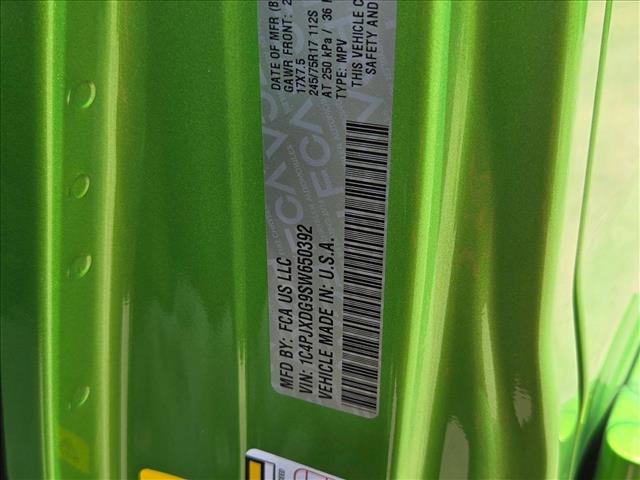 MFD BY: FCA US LLC
DATE OF MFR
GAWR FRONT:
VIN: 1C4PJXDG9SW650392
17X7.5
VEHICLE MADE IN: U.S.A.
245/75R17 112S
AT 250 kPa / 36
TYPE: MPV
THIS VEHICLE
SAFETY AND